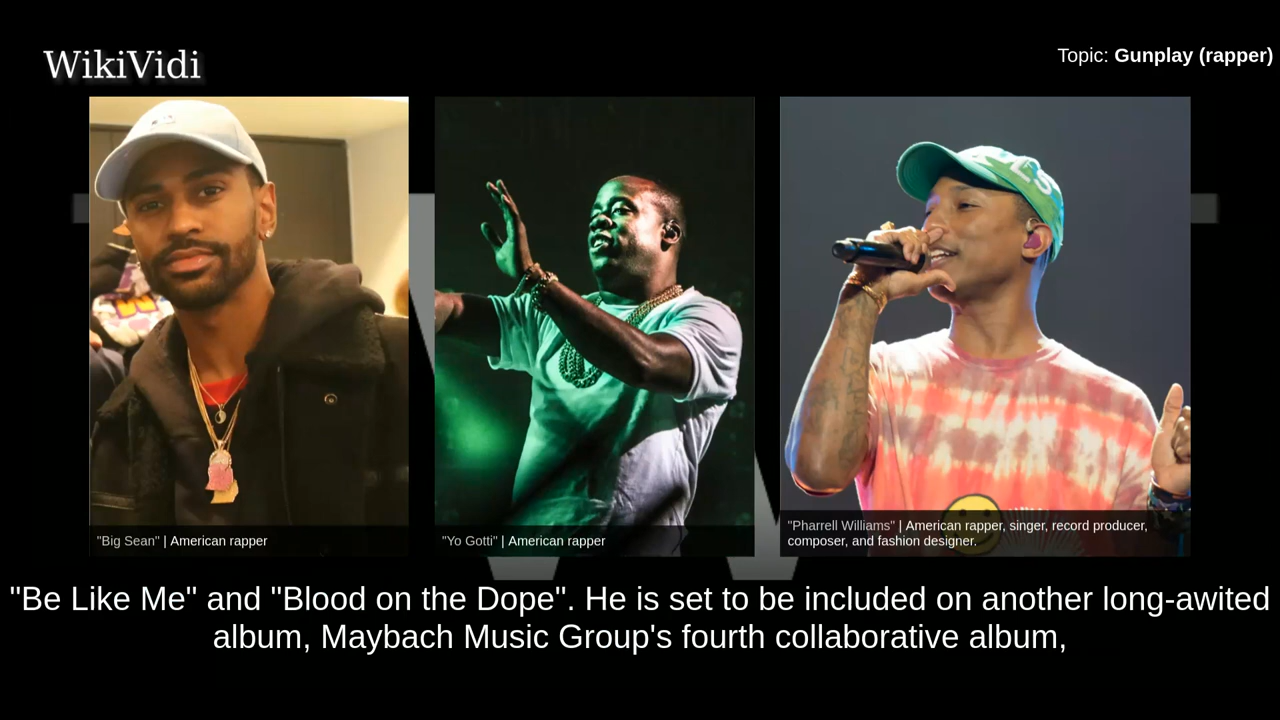 WikiVidi
Topic: Gunplay (rapper)
"Big Sean" | American rapper
"Yo Gotti" | American rapper
"Pharrell Williams" | American rapper, singer, record producer,
composer, and fashion designer.
"Be Like Me" and "Blood on the Dope". He is set to be included on another long-awited
album, Maybach Music Group's fourth collaborative album,